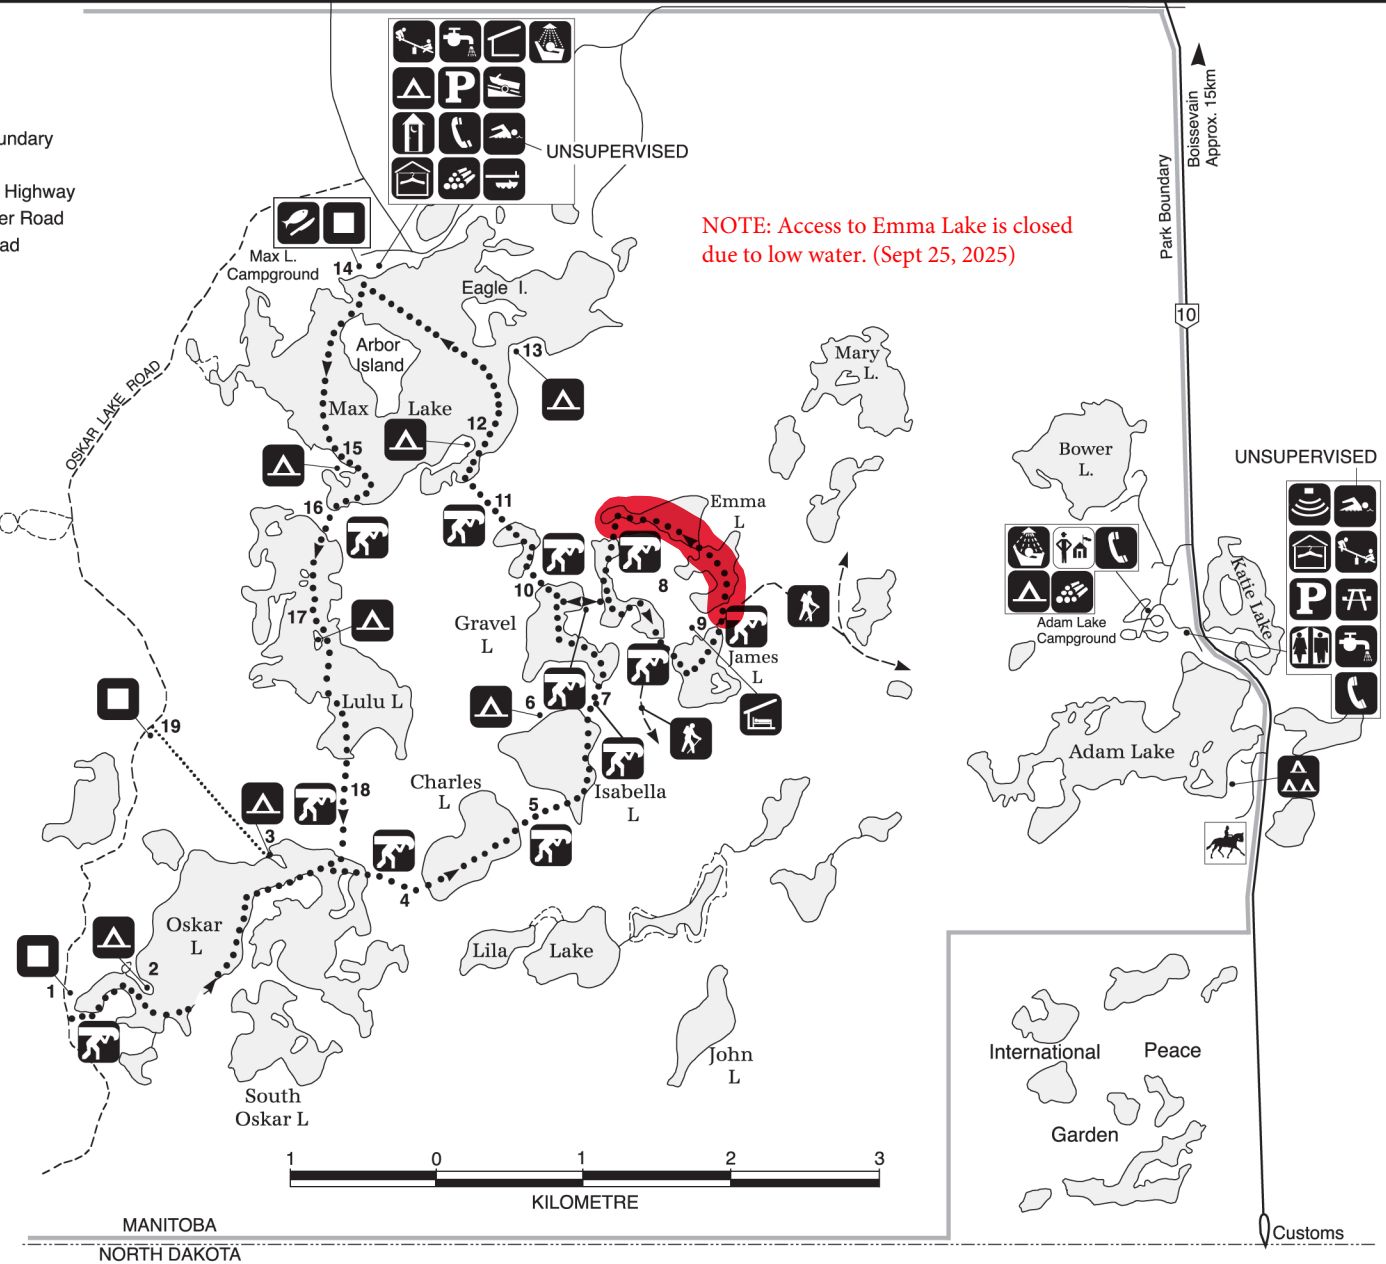 undary
Highway
er Road
ad
P
UNSUPERVISED
Boissevain
Approx. 15km
Park Boundary
NOTE: Access to Emma Lake is closed
due to low water. (Sept 25, 2025)
Max L.
Campground
14
Eagle I.
10
Arbor
Island
13
Mary
L.
OSKAR LAKE ROAD
Max Lake
12
15
Bower
L.
UNSUPERVISED
16
11
Emma
L
Katie Lake
10
8
P
17
Gravel
L
9
Adam Lake
Campground
James
L
Lulu L
6
7
19
Adam Lake
18
Charles
L
Isabella
L
5
3
4
Oskar
L
2
1
Lila Lake
John
L
International Peace
Garden
South
Oskar L
1 0 1 2 3
KILOMETRE
MANITOBA
NORTH DAKOTA
Customs